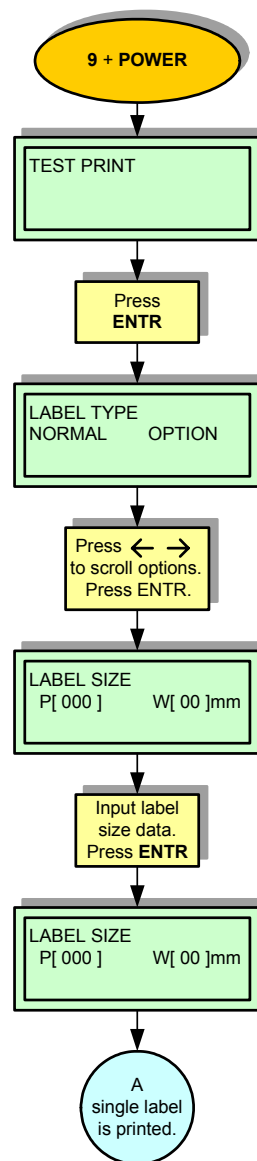 9 + POWER
TEST PRINT
Press
ENTR
LABEL TYPE
NORMAL OPTION
Press ← →
to scroll options.
Press ENTR.
LABEL SIZE
P[ 000 ] W[ 00 ]mm
Input label
size data.
Press ENTR
LABEL SIZE
P[ 000 ] W[ 00 ]mm
A
single label
is printed.